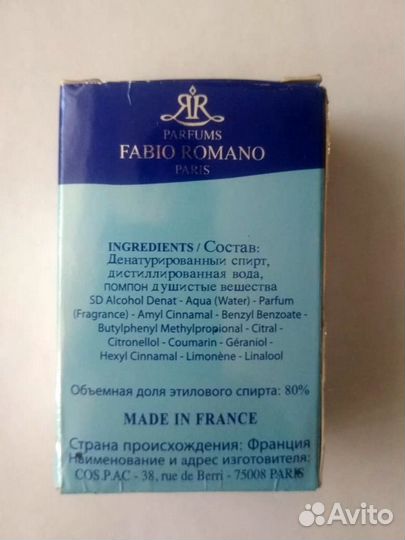 PARFUMS
FABIO ROMANO
PARIS
INGREDIENTS / Состав:
Денатурированный спирт,
дистиллированная вода,
помпон душистые вещества
SD Alcohol Denat - Aqua (Water) - Parfum
(Fragrance) - Amyl Cinnamal - Benzyl Benzoate -
Butylphenyl Methylpropional - Citral -
Citronellol - Coumarin - Géraniol -
Hexyl Cinnamal - Limonène - Linalool
Объемная доля этилового спирта: 80%
MADE IN FRANCE
Страна происхождения: Франция
Наименование и адрес изготовителя:
COS.P.AC - 38, rue de Berri - 75008 PARIS
Avito